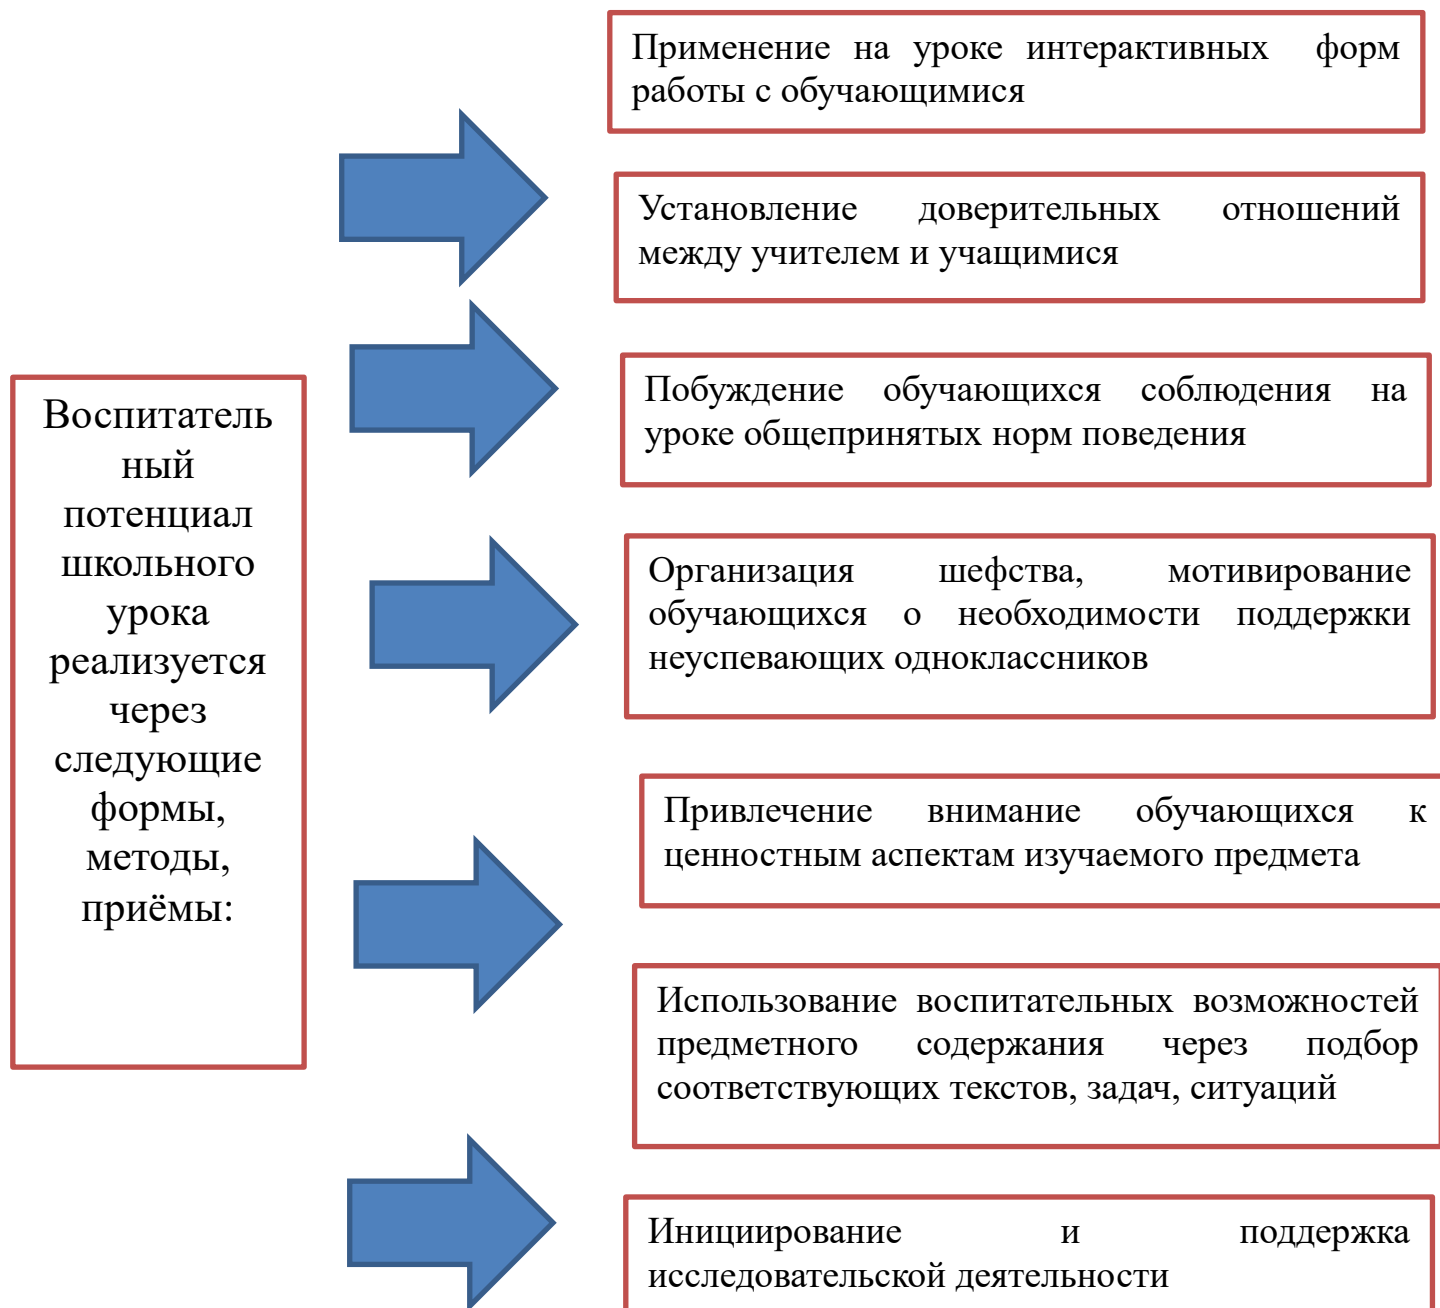 Воспитатель
ный
потенциал
школьного
урока
реализуется
через
следующие
формы,
методы,
приёмы:
Применение на уроке интерактивных форм
работы с обучающимися
Установление доверительных отношений
между учителем и учащимися
Побуждение обучающихся соблюдения на
уроке общепринятых норм поведения
Организация шефства, мотивирование
обучающихся о необходимости поддержки
неуспевающих одноклассников
Привлечение внимание обучающихся к
ценностным аспектам изучаемого предмета
Использование воспитательных возможностей
предметного содержания через подбор
соответствующих текстов, задач, ситуаций
Инициирование и поддержка
исследовательской деятельности